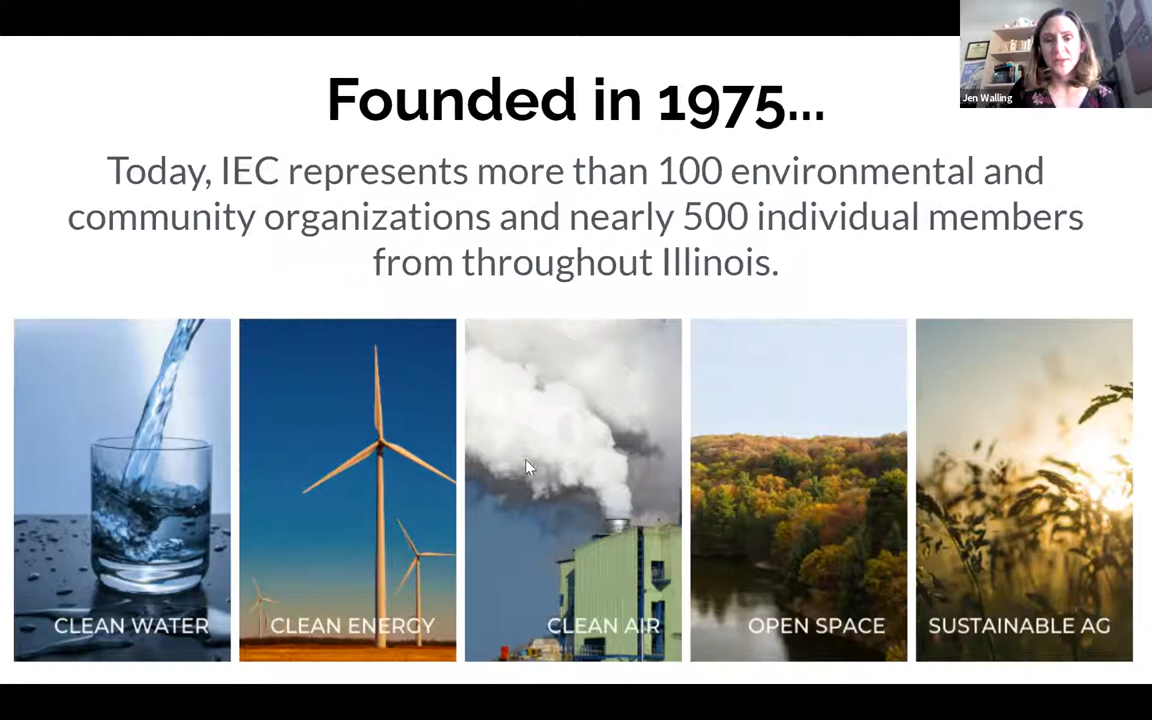 Founded in 1975...
Today, IEC represents more than 100 environmental and
community organizations and nearly 500 individual members
from throughout Illinois.
Jen Walling
CLEAN WATER
CLEAN ENERGY
CLEAN AIR
OPEN SPACE
SUSTAINABLE AG